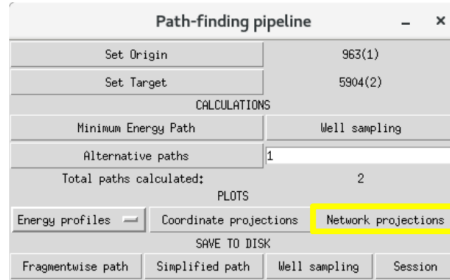 Path-finding pipeline
Set Origin 963(1)
Set Target 5904(2)
CALCULATIONS
Minimum Energy Path Well sampling
Alternative paths 1
Total paths calculated: 2
PLOTS
Energy profiles Coordinate projections Network projections
SAVE TO DISK
Fragmentwise path Simplified path Well sampling Session